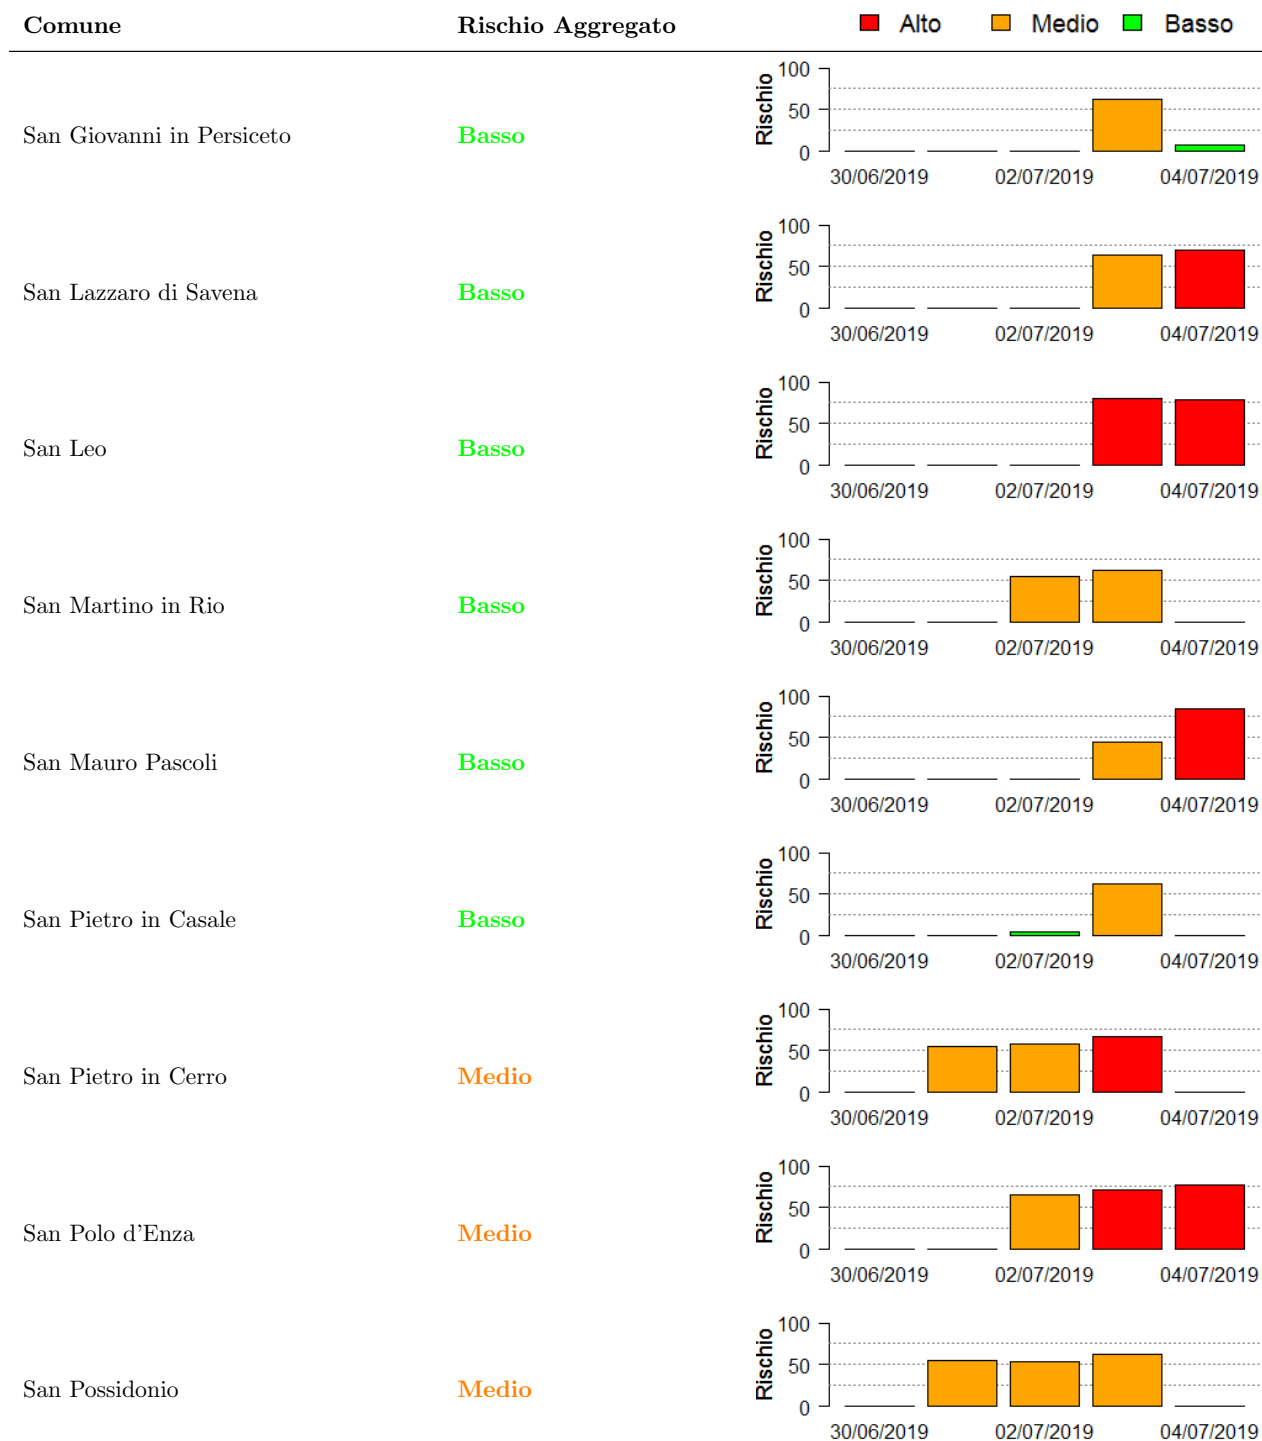 Comune Rischio Aggregato Alto Medio Basso
San Giovanni in Persiceto Basso
Rischio
100
50
0
30/06/2019 02/07/2019 04/07/2019
San Lazzaro di Savena Basso
Rischio
100
50
0
30/06/2019 02/07/2019 04/07/2019
San Leo Basso
Rischio
100
50
0
30/06/2019 02/07/2019 04/07/2019
San Martino in Rio Basso
Rischio
100
50
0
30/06/2019 02/07/2019 04/07/2019
San Mauro Pascoli Basso
Rischio
100
50
0
30/06/2019 02/07/2019 04/07/2019
San Pietro in Casale Basso
Rischio
100
50
0
30/06/2019 02/07/2019 04/07/2019
San Pietro in Cerro Medio
Rischio
100
50
0
30/06/2019 02/07/2019 04/07/2019
San Polo d'Enza Medio
Rischio
100
50
0
30/06/2019 02/07/2019 04/07/2019
San Possidonio Medio
Rischio
100
50
0
30/06/2019 02/07/2019 04/07/2019